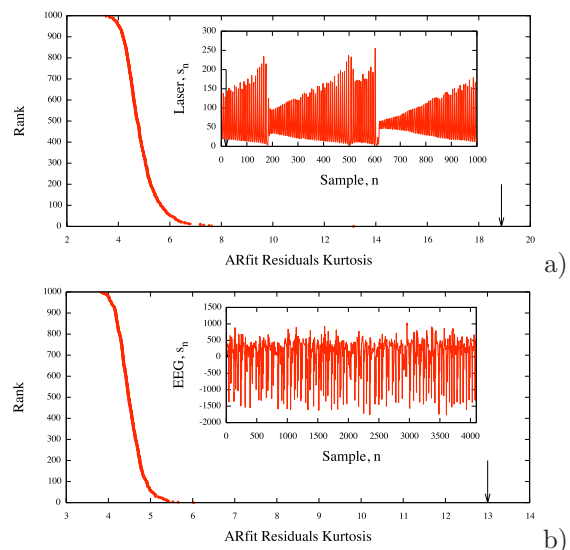 1000
900
800
700
600
500
400
300
200
100
0
Rank
2 4 6 8 10 12 14 16 18 20
ARfit Residuals Kurtosis
300
250
200
150
100
50
0
Laser, sn
0 100 200 300 400 500 600 700 800 900 1000
Sample, n
a)
1000
900
800
700
600
500
400
300
200
100
0
Rank
3 4 5 6 7 8 9 10 11 12 13 14
ARfit Residuals Kurtosis
1500
1000
500
0
-500
-1000
-1500
-2000
EEG, sn
0 500 1000 1500 2000 2500 3000 3500 4000
Sample, n
b)